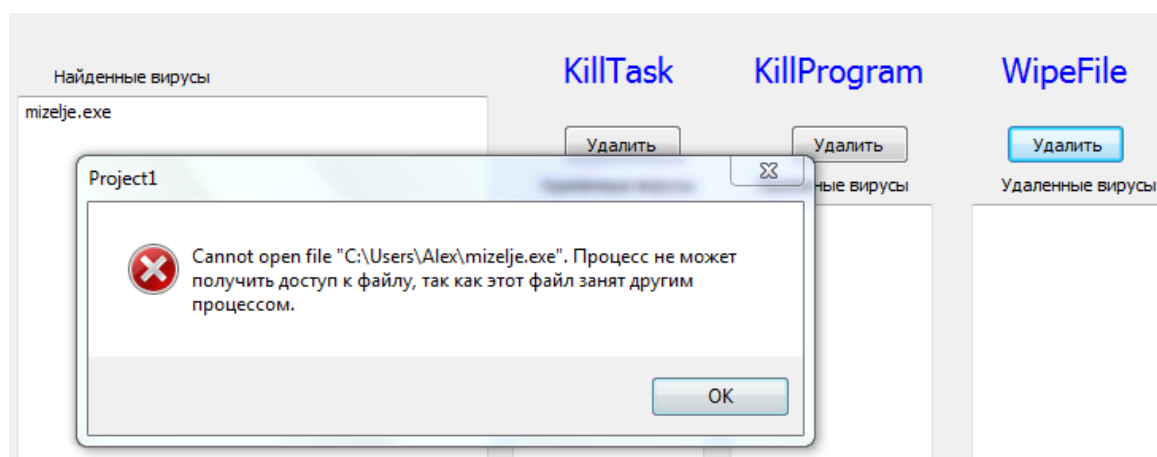 Найденные вирусы
KillTask
KillProgram
WipeFile
mizelje.exe
Удалить
Удалить
Удалить
ные вирусы
Удаленные вирусы
Project1
Cannot open file "C:\Users\Alex\mizelje.exe". Процесс не может
получить доступ к файлу, так как этот файл занят другим
процессом.
OK